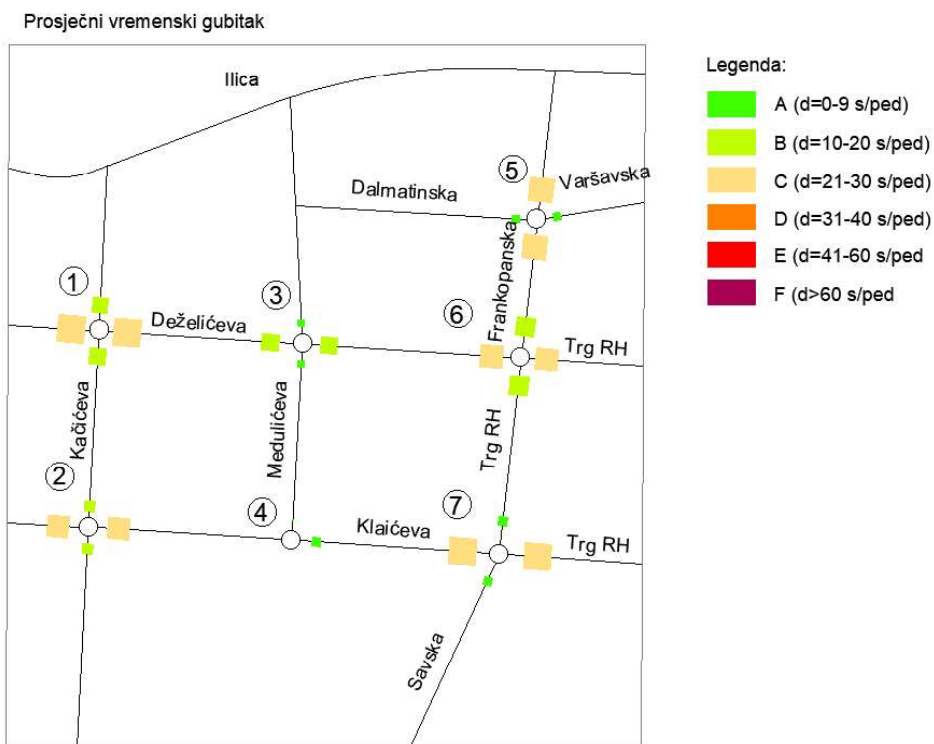 Prosječni vremenski gubitak
Ilica
Legenda:
A (d=0-9 s/ped)
B (d=10-20 s/ped)
C (d=21-30 s/ped)
D (d=31-40 s/ped)
E (d=41-60 s/ped
F (d>60 s/ped
5
Varšavska
Dalmatinska
Frankopanska
1
3
6
Deželićeva
Trg RH
Kačićeva
Medulićeva
Trg RH
2
4
7
Klaićeva
Trg RH
Savska